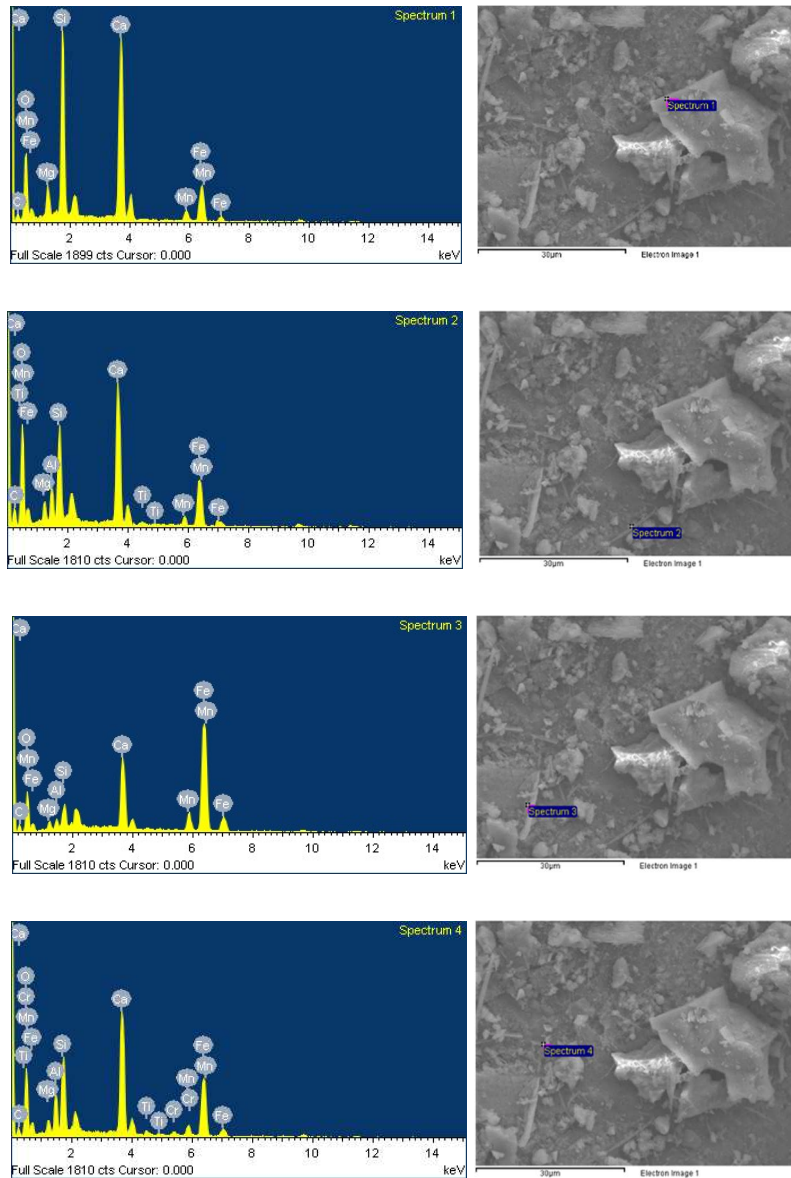 Spectrum 1
Ca
Si
Ca
O
Mn
Fe
Mg
C
Fe
Mn
Mn
Fe
2 4 6 8 10 12 14
Full Scale 1899 cts Cursor: 0.000 keV
Spectrum 1
30µm Electron Image 1
Spectrum 2
Ca
O
Mn
Ti
Fe
Si
Al
Mg
C
Ca
Ti
Ti
Fe
Mn
Mn
Fe
2 4 6 8 10 12 14
Full Scale 1810 cts Cursor: 0.000 keV
Spectrum 2
30µm Electron Image 1
Spectrum 3
Ca
O
Mn
Fe
Si
Al
Mg
C
Ca
Fe
Mn
Mn
Fe
2 4 6 8 10 12 14
Full Scale 1810 cts Cursor: 0.000 keV
Spectrum 3
30µm Electron Image 1
Spectrum 4
Ca
O
Cr
Mn
Fe
Ti
Si
Al
Mg
C
Ca
Ti
Ti
Cr
Mn
Cr
Fe
Mn
Fe
2 4 6 8 10 12 14
Full Scale 1810 cts Cursor: 0.000 keV
Spectrum 4
30µm Electron Image 1